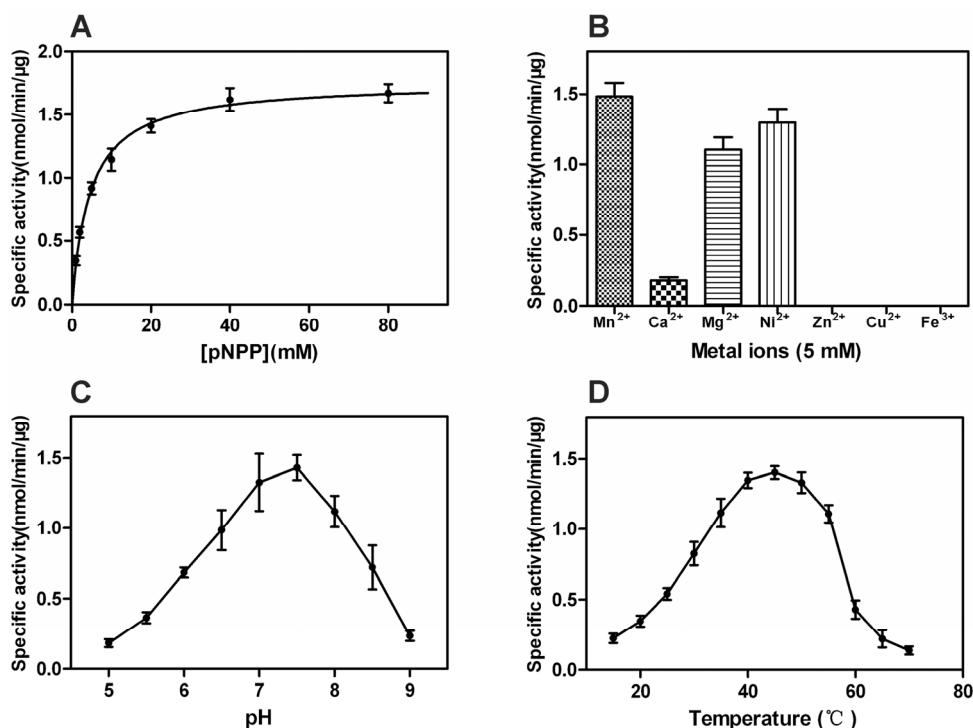 A
Specific activity(nmol/min/µg)
2.0
1.5
1.0
0.5
0.0
0 20 40 60 80
[pNPP](mM)
B
Specific activity(nmol/min/µg)
1.5
1.0
0.5
0.0
Mn2+ Ca2+ Mg2+ Ni2+ Zn2+ Cu2+ Fe3+
Metal ions (5 mM)
C
Specific activity(nmol/min/µg)
1.5
1.0
0.5
0.0
5 6 7 8 9
pH
D
Specific activity(nmol/min/µg)
1.5
1.0
0.5
0.0
20 40 60 80
Temperature (℃)